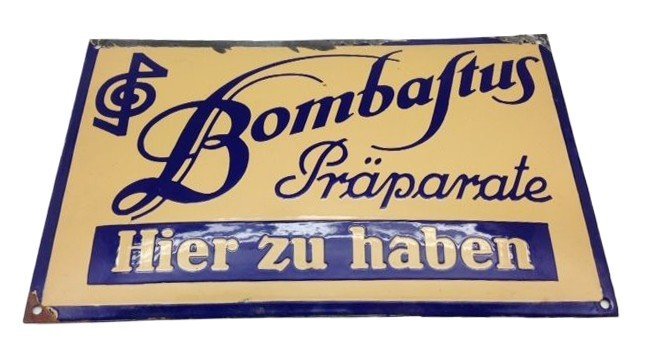 Bombaſtus
Präparate
Hier zu haben